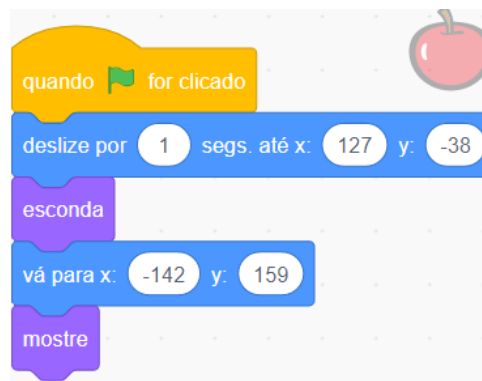 quando for clicado
deslize por 1 segs. até x: 127 y: -38
esconda
vá para x: -142 y: 159
mostre